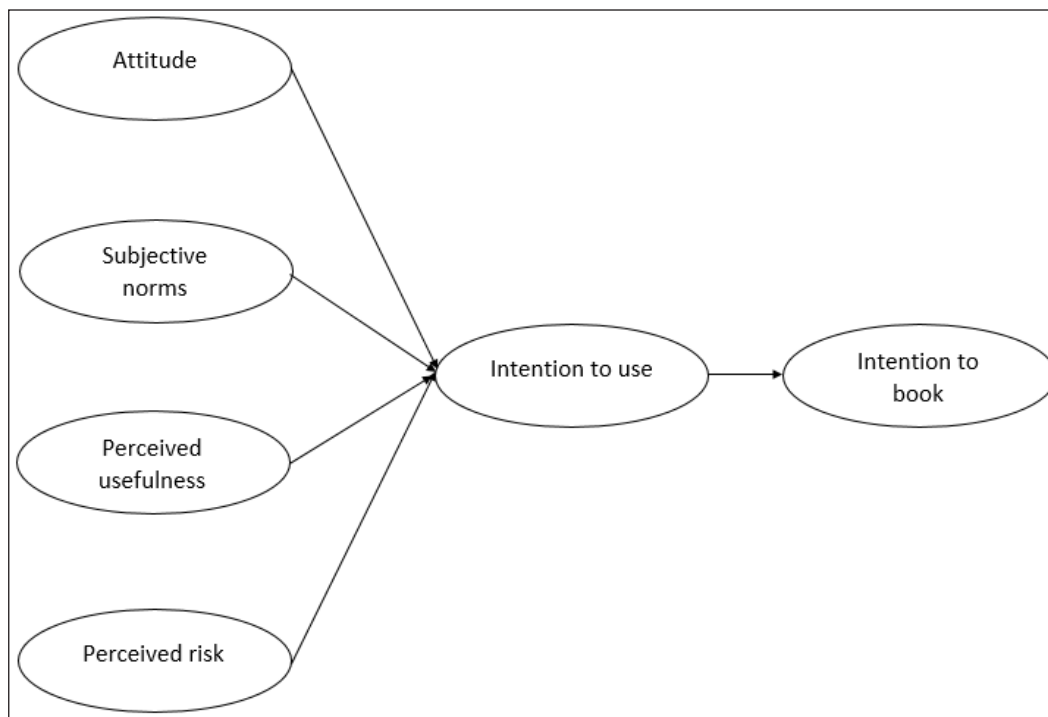 Attitude
Subjective
norms
Perceived
usefulness
Perceived risk
Intention to use
Intention to
book